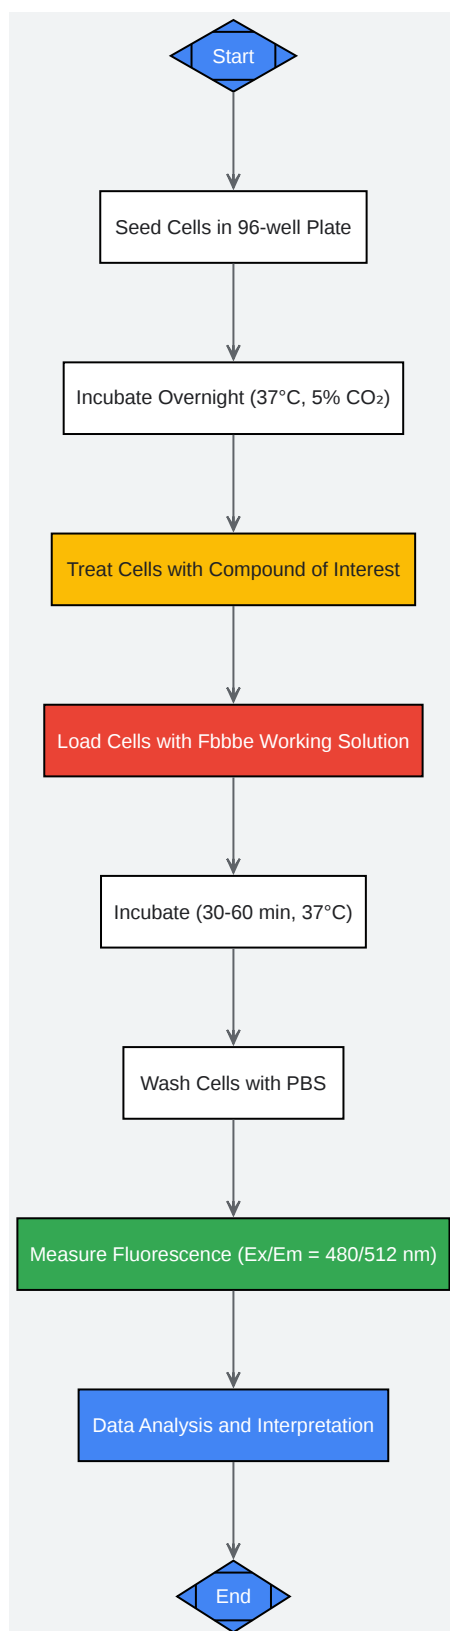 Start
Seed Cells in 96-well Plate
Incubate Overnight (37°C, 5% CO₂)
Treat Cells with Compound of Interest
Load Cells with Fbbbe Working Solution
Incubate (30-60 min, 37°C)
Wash Cells with PBS
Measure Fluorescence (Ex/Em = 480/512 nm)
Data Analysis and Interpretation
End